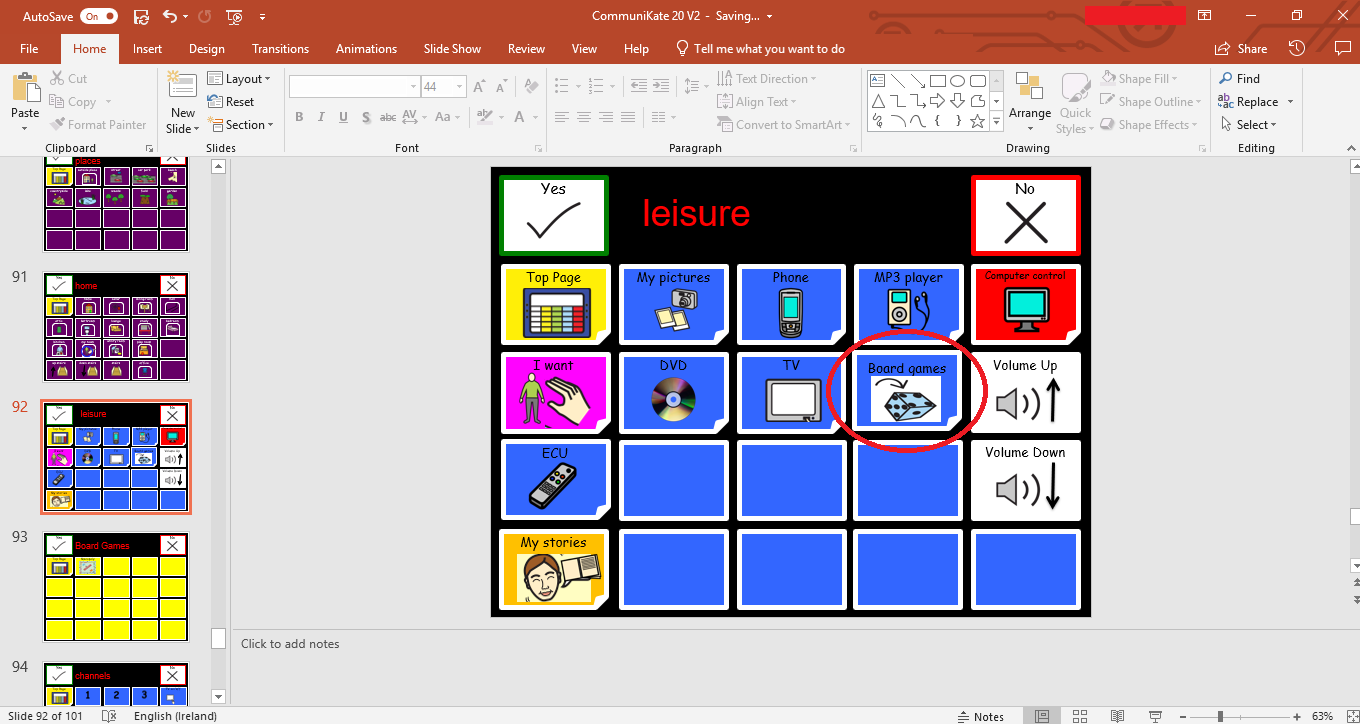 AutoSave On CommuniKate 20 V2 - Saving...
File Home Insert Design Transitions Animations Slide Show Review View Help Tell me what you want to do Share
Paste
Cut
Copy
Format Painter
Clipboard
New
Slide
Layout
Reset
Section
Slides
44
B I U S abc AV Aa A
Font
Text Direction
Align Text
Convert to SmartArt
Paragraph
Arrange
Quick
Styles
Shape Fill
Shape Outline
Shape Effects
Drawing
Find
Replace
Select
Editing
places
91
home
92
leisure
93
Board Games
94
channels
1 2 3
Yes
leisure
No
Top Page
My pictures
Phone
MP3 player
Computer control
I want
DVD
TV
Board games
Volume Up
ECU
Volume Down
My stories
Click to add notes
Slide 92 of 101 English (Ireland) Notes 63%